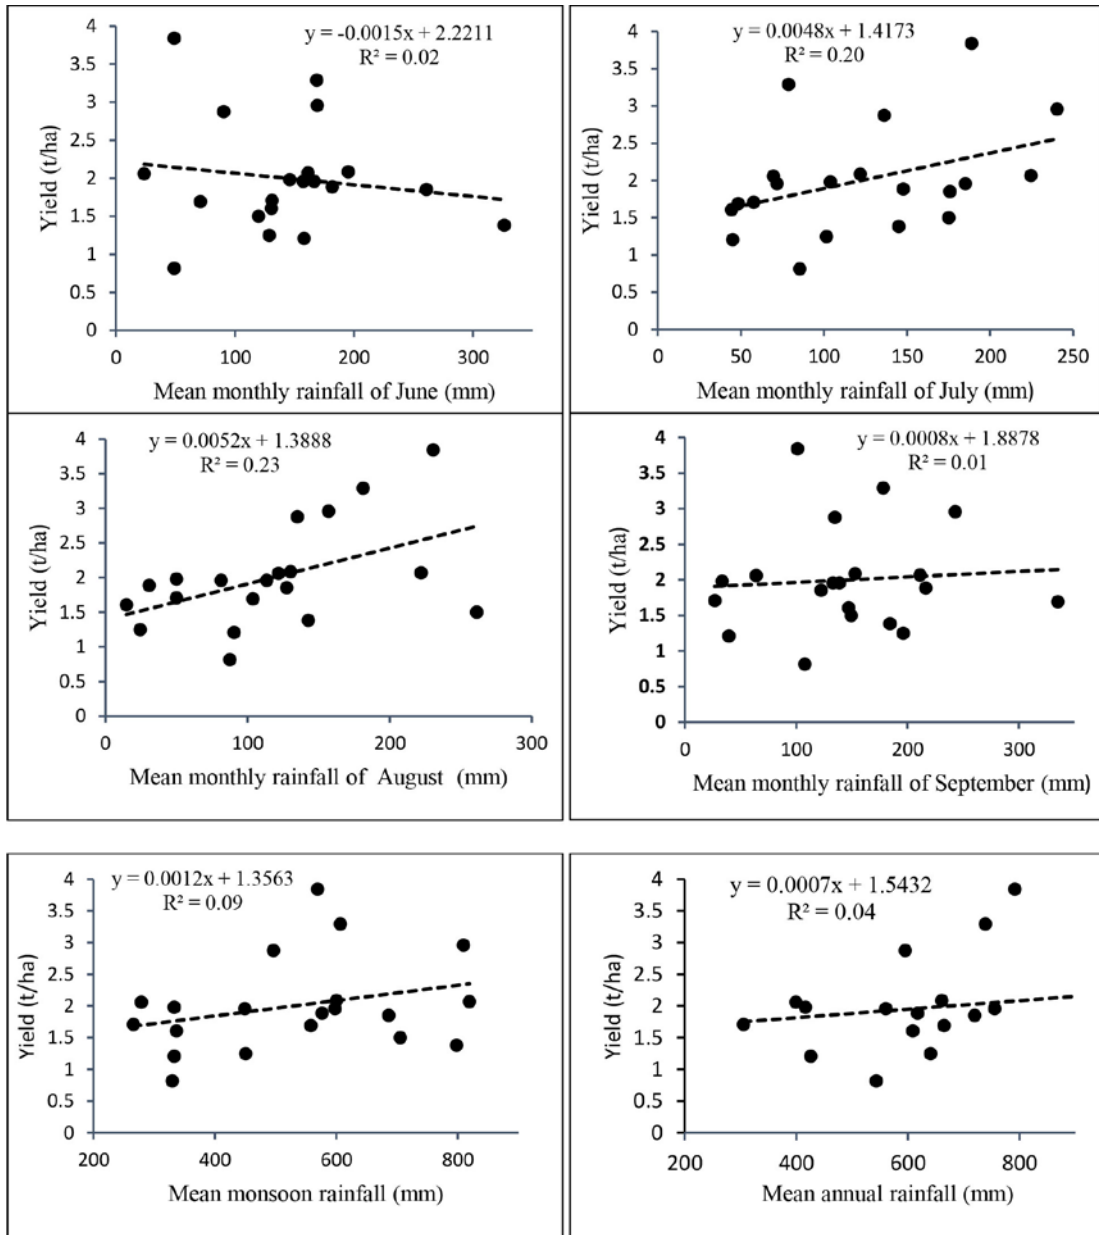 y = -0.0015x + 2.2211
R² = 0.02
4
3.5
3
2.5
2
1.5
1
0.5
0
Yield (t/ha)
0 100 200 300
Mean monthly rainfall of June (mm)
y = 0.0048x + 1.4173
R² = 0.20
4
3.5
3
2.5
2
1.5
1
0.5
0
Yield (t/ha)
0 50 100 150 200 250
Mean monthly rainfall of July (mm)
y = 0.0052x + 1.3888
R² = 0.23
4
3.5
3
2.5
2
1.5
1
0.5
0
Yield (t/ha)
0 100 200 300
Mean monthly rainfall of August (mm)
y = 0.0008x + 1.8878
R² = 0.01
4
3.5
3
2.5
2
1.5
1
0.5
0
Yield (t/ha)
0 100 200 300
Mean monthly rainfall of September (mm)
y = 0.0012x + 1.3563
R² = 0.09
4
3.5
3
2.5
2
1.5
1
0.5
0
Yield (t/ha)
200 400 600 800
Mean monsoon rainfall (mm)
y = 0.0007x + 1.5432
R² = 0.04
4
3.5
3
2.5
2
1.5
1
0.5
0
Yield (t/ha)
200 400 600 800
Mean annual rainfall (mm)